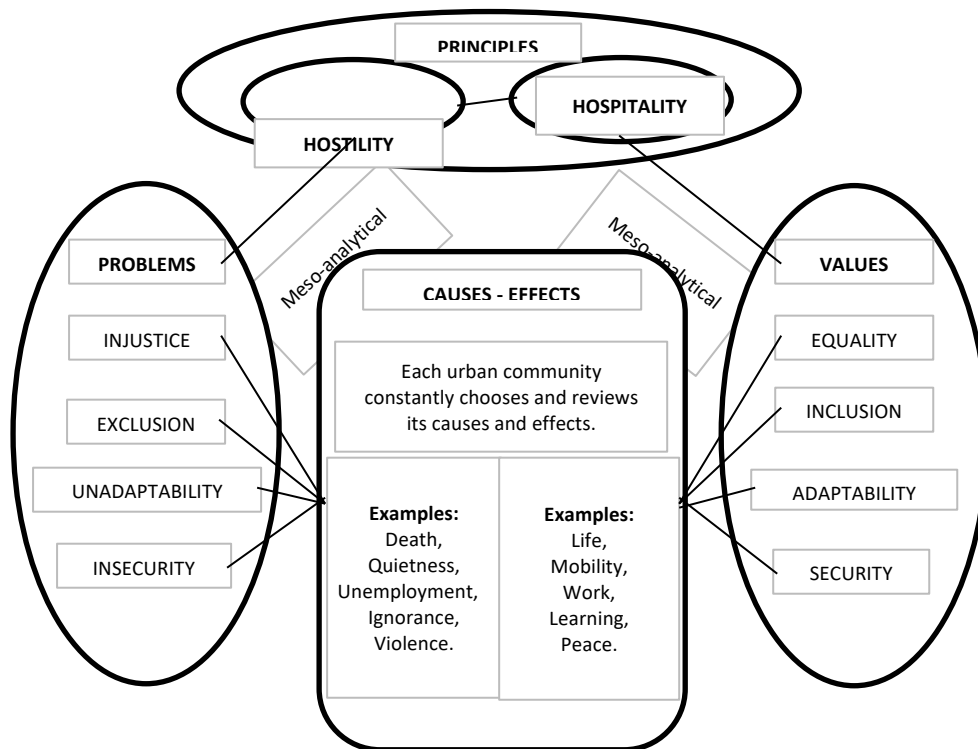 PRINCIPLES
HOSTILITY
HOSPITALITY
Meso-analytical
Meso-analytical
PROBLEMS
INJUSTICE
EXCLUSION
UNADAPTABILITY
INSECURITY
CAUSES - EFFECTS
Each urban community
constantly chooses and reviews
its causes and effects.
Examples:
Death,
Quietness,
Unemployment,
Ignorance,
Violence.
Examples:
Life,
Mobility,
Work,
Learning,
Peace.
VALUES
EQUALITY
INCLUSION
ADAPTABILITY
SECURITY